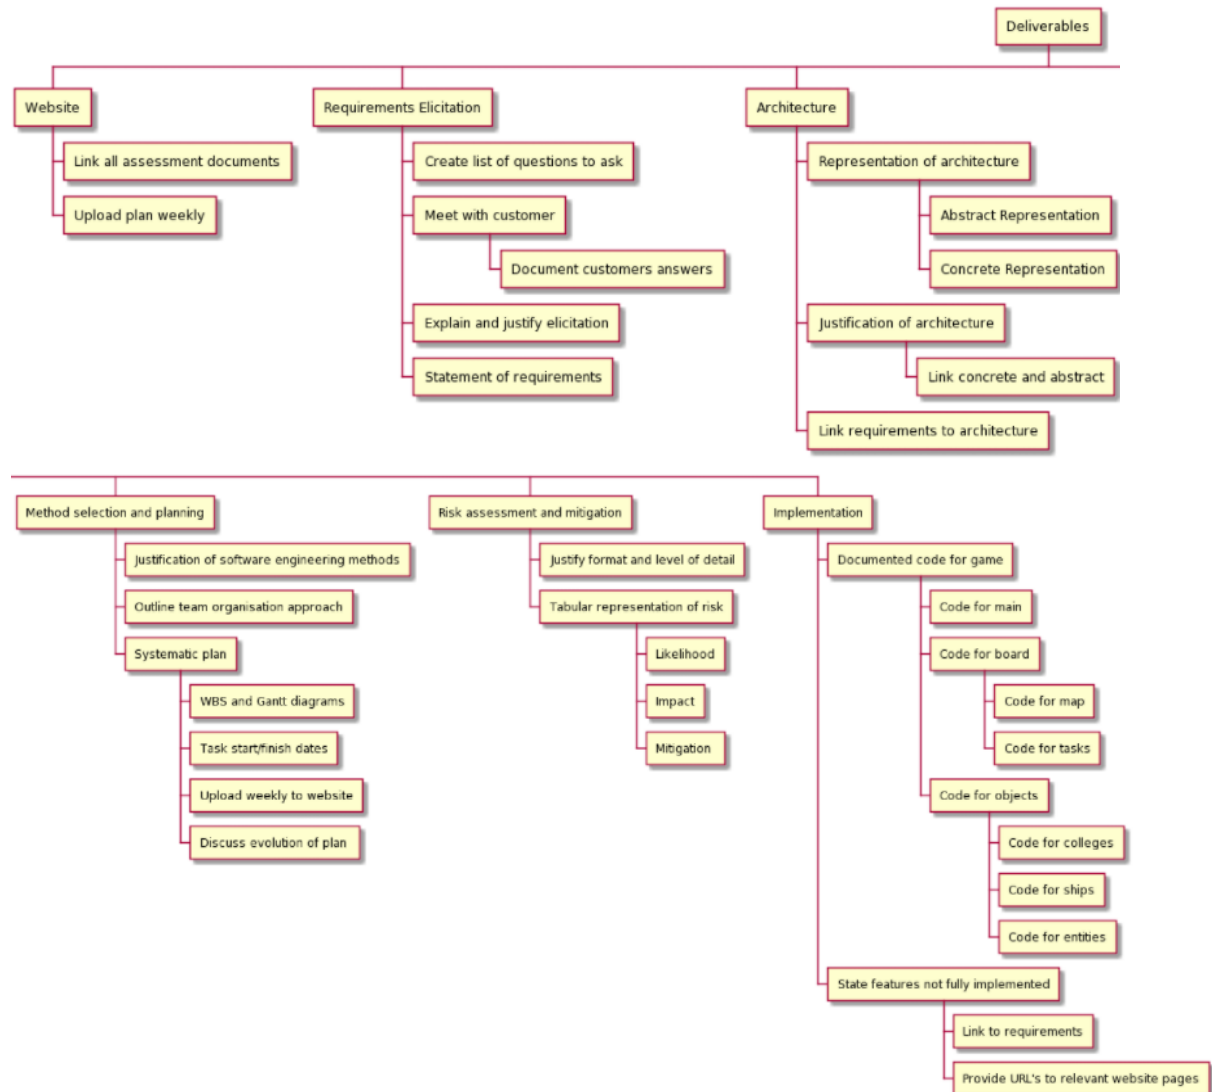 Deliverables
Website
Link all assessment documents
Upload plan weekly
Requirements Elicitation
Create list of questions to ask
Meet with customer
Document customers answers
Explain and justify elicitation
Statement of requirements
Architecture
Representation of architecture
Abstract Representation
Concrete Representation
Justification of architecture
Link concrete and abstract
Link requirements to architecture
Method selection and planning
Justification of software engineering methods
Outline team organisation approach
Systematic plan
WBS and Gantt diagrams
Task start/finish dates
Upload weekly to website
Discuss evolution of plan
Risk assessment and mitigation
Justify format and level of detail
Tabular representation of risk
Likelihood
Impact
Mitigation
Implementation
Documented code for game
Code for main
Code for board
Code for map
Code for tasks
Code for objects
Code for colleges
Code for ships
Code for entities
State features not fully implemented
Link to requirements
Provide URL's to relevant website pages